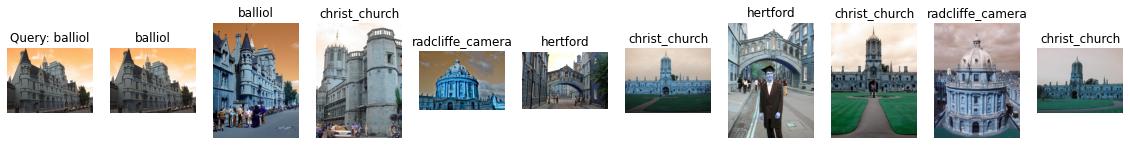 Query: balliol
balliol
balliol
christ_church
radcliffe_camera
hertford
christ_church
hertford
christ_church
radcliffe_camera
christ_church